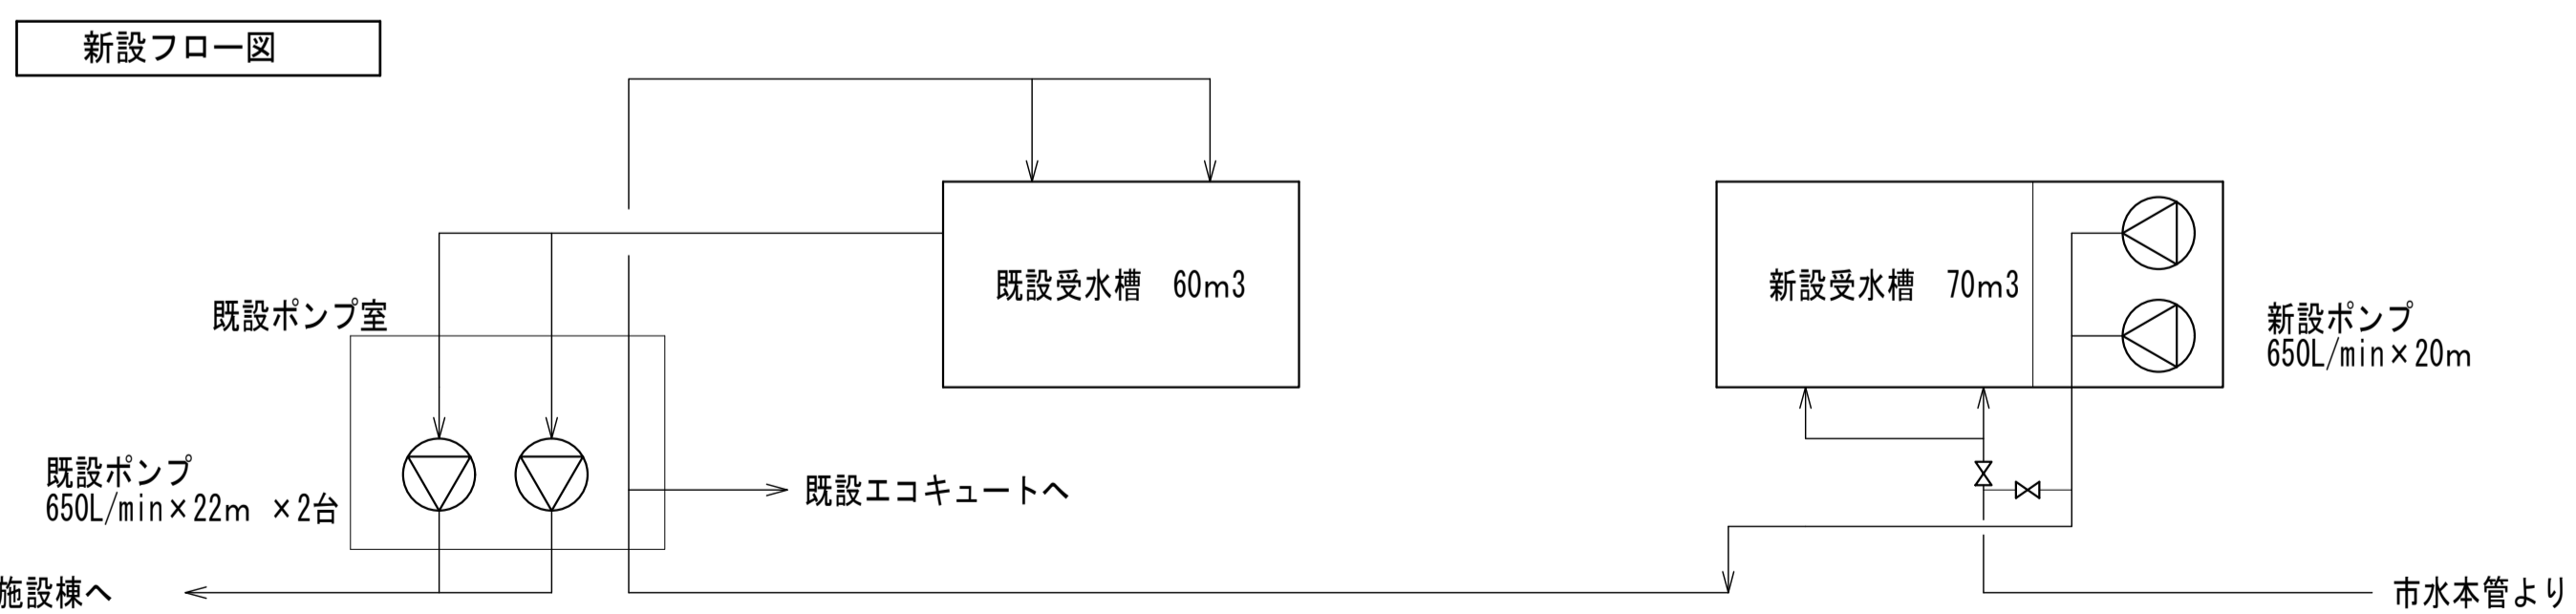 新設フロー図
既設受水槽　60m3
新設受水槽　70m3
既設ポンプ室
新設ポンプ
650L/min×20m
既設ポンプ
650L/min×22m ×2台
既設エコキュートへ
施設棟へ
市水本管より